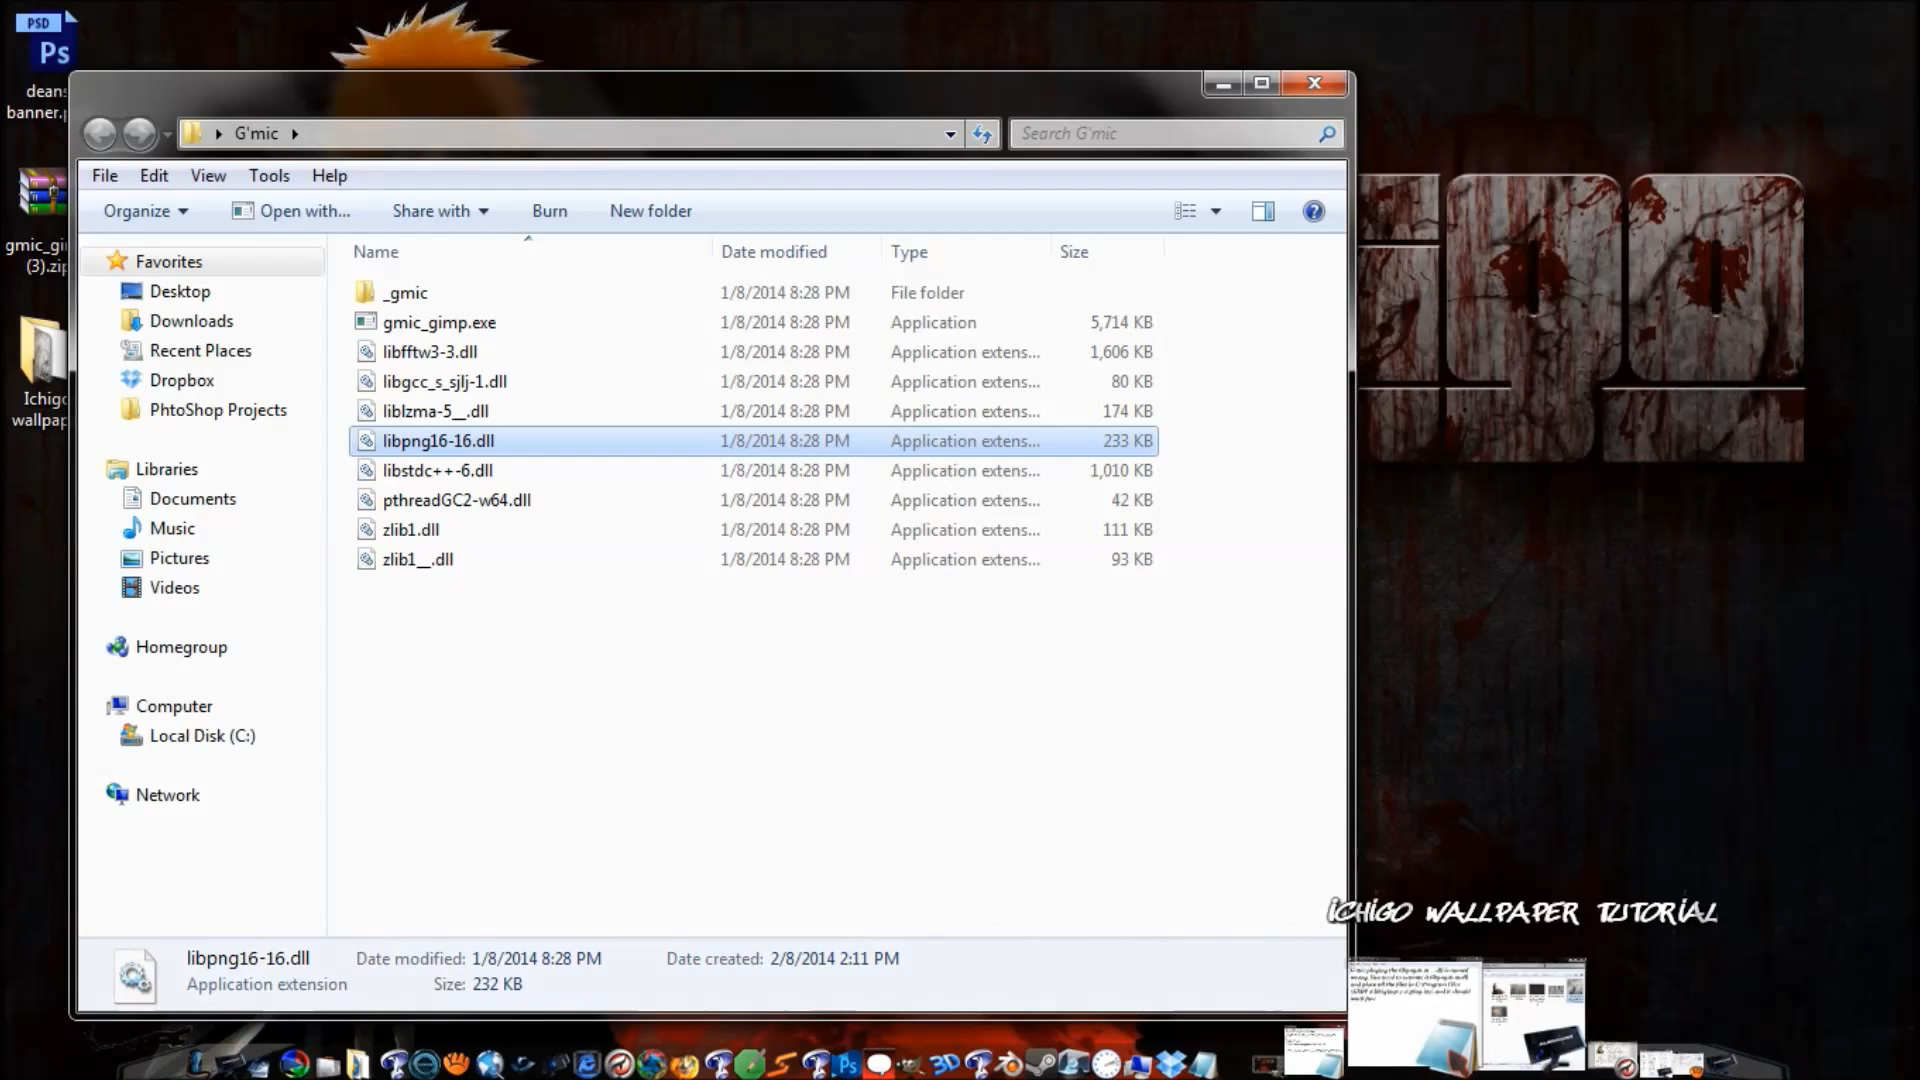 PSD
Ps
deans
banner.p
gmic_gi
(3).zip
Ichigo
wallpap
G'mic
Search G'mic
File Edit View Tools Help
Organize Open with... Share with Burn New folder
Name Date modified Type Size
_gmic 1/8/2014 8:28 PM File folder
gmic_gimp.exe 1/8/2014 8:28 PM Application 5,714 KB
libfftw3-3.dll 1/8/2014 8:28 PM Application extens... 1,606 KB
libgcc_s_sjlj-1.dll 1/8/2014 8:28 PM Application extens... 80 KB
liblzma-5__.dll 1/8/2014 8:28 PM Application extens... 174 KB
libpng16-16.dll 1/8/2014 8:28 PM Application extens... 233 KB
libstdc++-6.dll 1/8/2014 8:28 PM Application extens... 1,010 KB
pthreadGC2-w64.dll 1/8/2014 8:28 PM Application extens... 42 KB
zlib1.dll 1/8/2014 8:28 PM Application extens... 111 KB
zlib1__.dll 1/8/2014 8:28 PM Application extens... 93 KB
Favorites
Desktop
Downloads
Recent Places
Dropbox
PhtoShop Projects
Libraries
Documents
Music
Pictures
Videos
Homegroup
Computer
Local Disk (C:)
Network
libpng16-16.dll Date modified: 1/8/2014 8:28 PM Date created: 2/8/2014 2:11 PM
Application extension Size: 232 KB
ICHIGO WALLPAPER TUTORIAL
Ps
3D